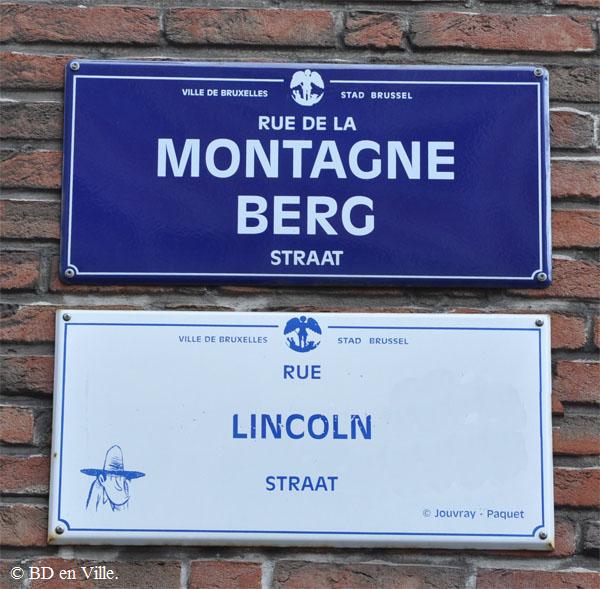 VILLE DE BRUXELLES STAD BRUSSEL
RUE DE LA
MONTAGNE
BERG
STRAAT
VILLE DE BRUXELLES STAD BRUSSEL
RUE
LINCOLN
STRAAT
© Jouvray - Paquet
© BD en Ville.